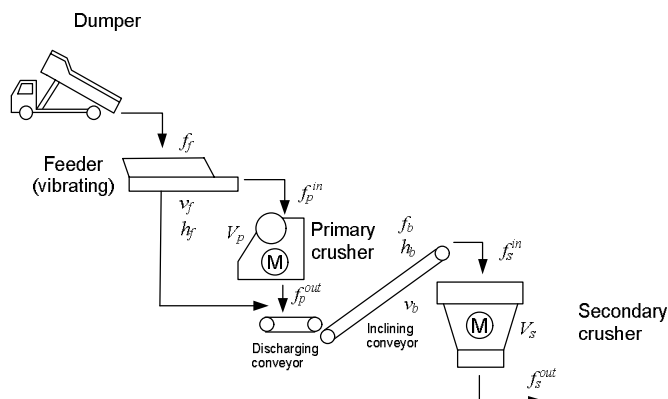 Dumper
f_f
Feeder
(vibrating)
v_f
h_f
f_p^in
V_p
Primary
crusher
M
f_p^out
f_b
h_b
v_b
f_s^in
Discharging
conveyor
Inclining
conveyor
M
V_s
Secondary
crusher
f_s^out